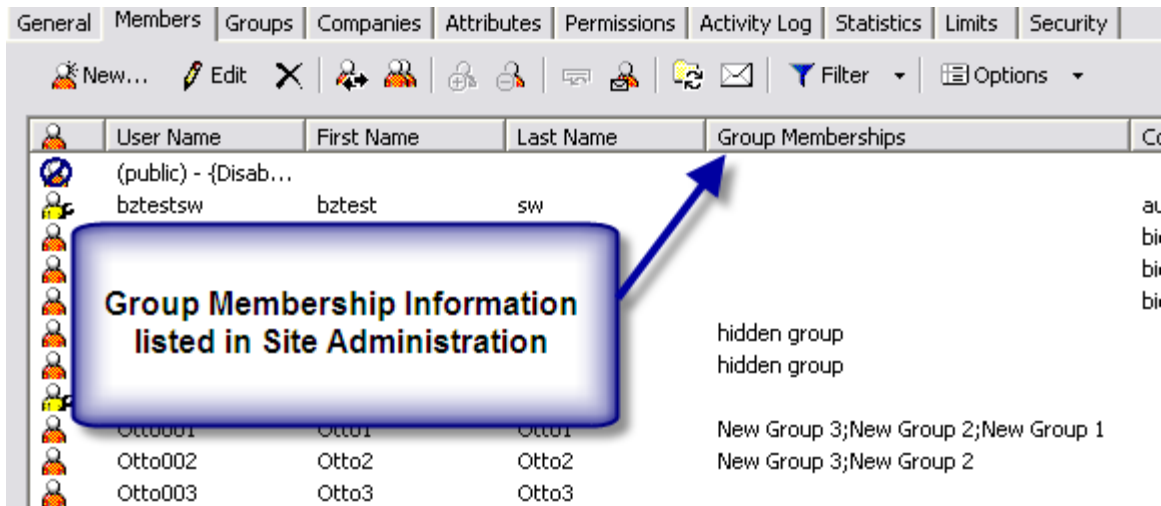 General Members Groups Companies Attributes Permissions Activity Log Statistics Limits Security
New... Edit Filter Options
User Name First Name Last Name Group Memberships
(public) - {Disab...
bztestsw bztest sw
Group Membership Information
listed in Site Administration
hidden group
hidden group
Otto001 Otto1 Otto1 New Group 3;New Group 2;New Group 1
Otto002 Otto2 Otto2 New Group 3;New Group 2
Otto003 Otto3 Otto3